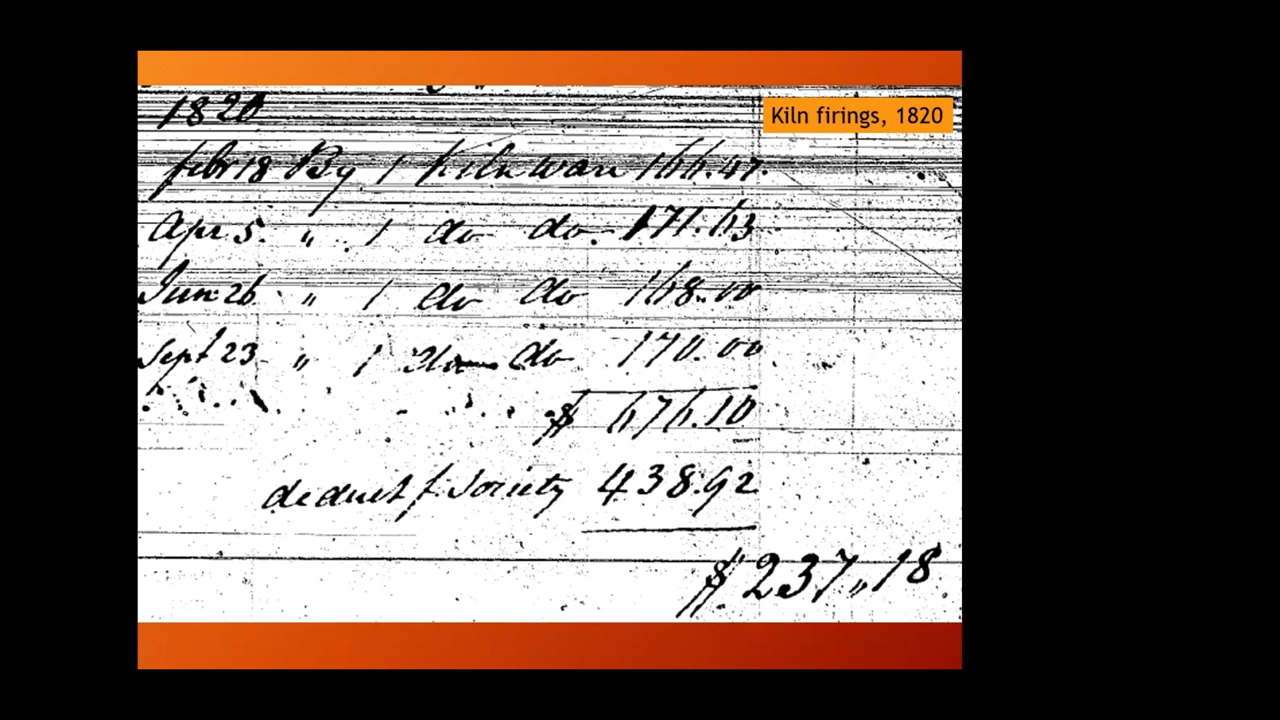 1820
Kiln firings, 1820
febr 18 By 1 Kiln ware 166.47.
Apr. 5. " 1 do do. 171.63
Jun 26 " 1 do do 168.00
Sept 23 " 1 do do 170.00
$ 676.10
deduct f. Society 438.92
$ 237,,18